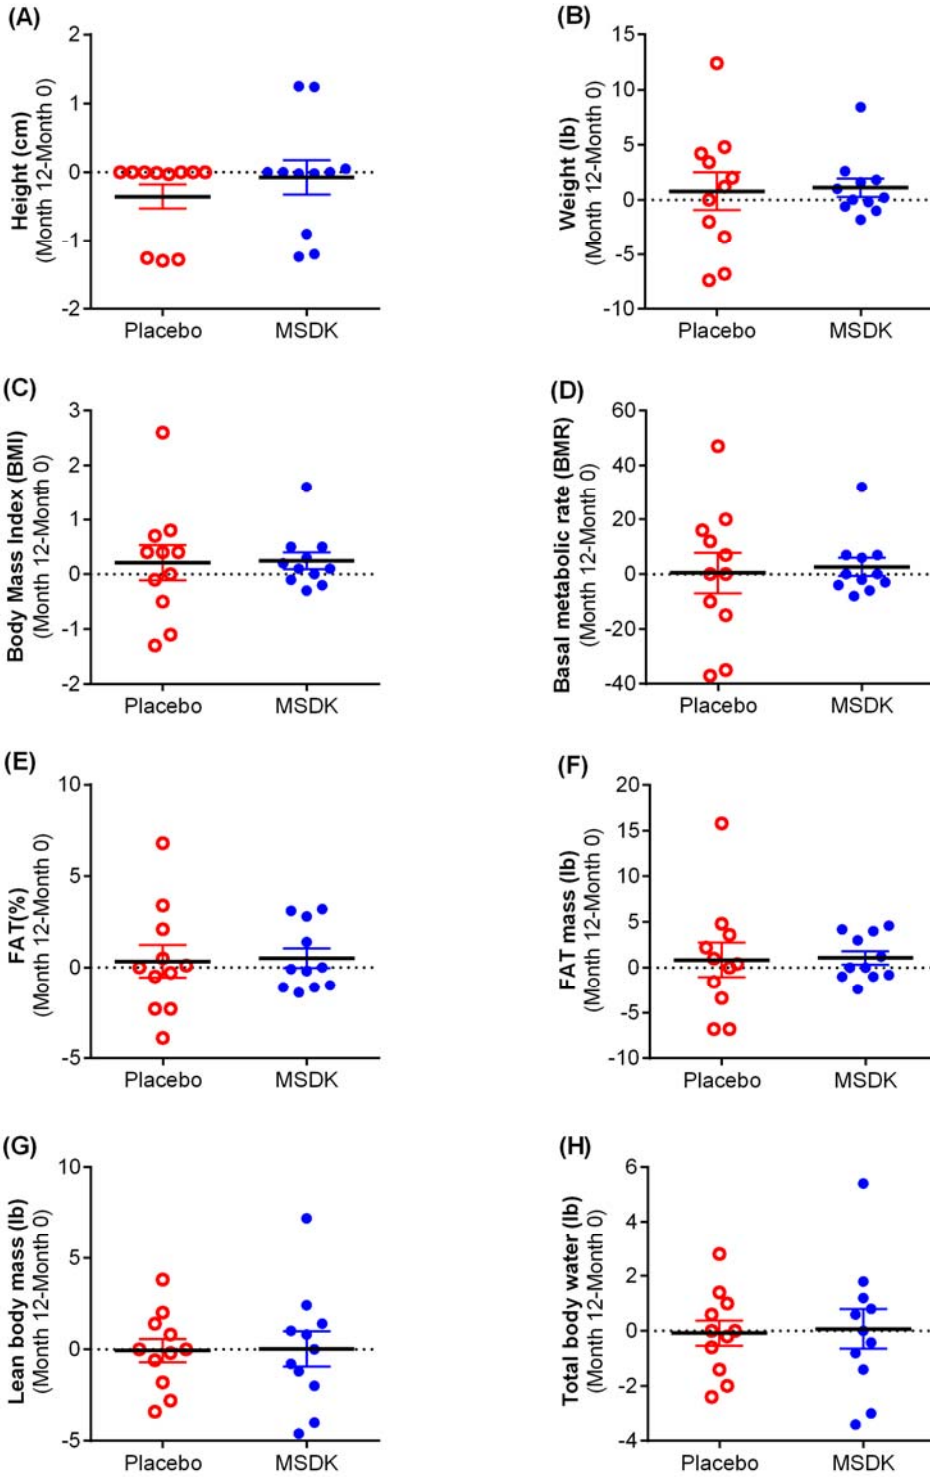 (A)
Height (cm)
(Month 12-Month 0)
2
1
0
-1
-2
Placebo
MSDK
(B)
Weight (lb)
(Month 12-Month 0)
15
10
5
0
-5
-10
Placebo
MSDK
(C)
Body Mass index (BMI)
(Month 12-Month 0)
3
2
1
0
-1
-2
Placebo
MSDK
(D)
Basal metabolic rate (BMR)
(Month 12-Month 0)
60
40
20
0
-20
-40
Placebo
MSDK
(E)
FAT(%)
(Month 12-Month 0)
10
5
0
-5
Placebo
MSDK
(F)
FAT mass (lb)
(Month 12-Month 0)
20
15
10
5
0
-5
-10
Placebo
MSDK
(G)
Lean body mass (lb)
(Month 12-Month 0)
10
5
0
-5
Placebo
MSDK
(H)
Total body water (lb)
(Month 12-Month 0)
6
4
2
0
-2
-4
Placebo
MSDK